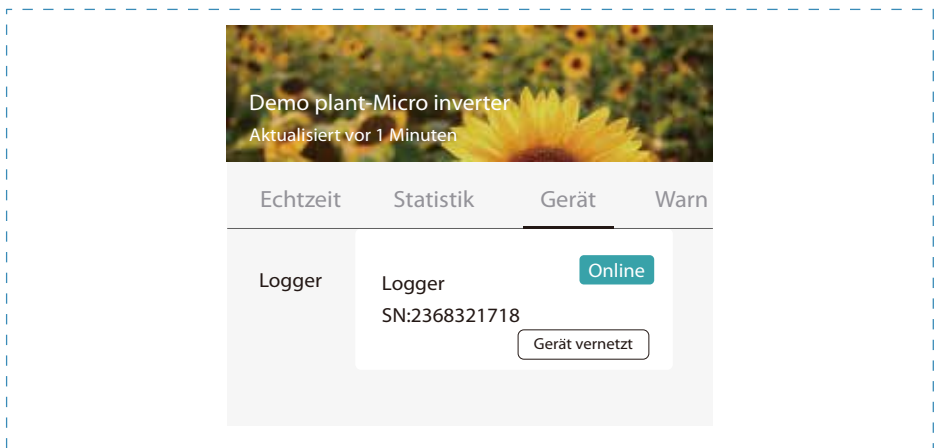 Demo plant-Micro inverter
Aktualisiert vor 1 Minuten
Echtzeit Statistik Gerät Warn
Logger
Logger
Online
SN:2368321718
Gerät vernetzt